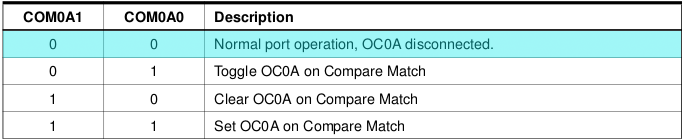 COM0A1 COM0A0 Description
0 0 Normal port operation, OC0A disconnected.
0 1 Toggle OC0A on Compare Match
1 0 Clear OC0A on Compare Match
1 1 Set OC0A on Compare Match